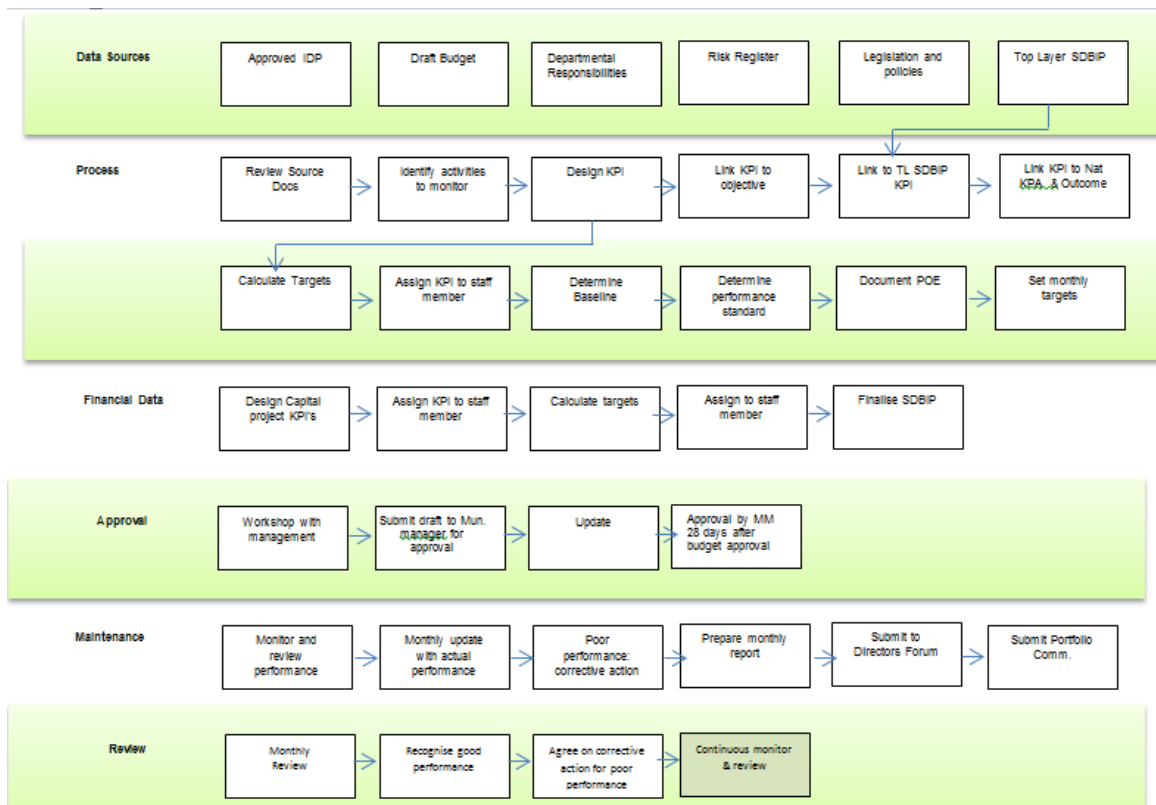 Data Sources
Approved IDP
Draft Budget
Departmental
Responsibilities
Risk Register
Legislation and
policies
Top Layer SDBIP
Process
Review Source
Docs
Identify activities
to monitor
Design KPI
Link KPI to
objective
Link to TL SDBIP
KPI
Link KPI to Nat
KPA & Outcome
Calculate Targets
Assign KPI to staff
member
Determine
Baseline
Determine
performance
standard
Document POE
Set monthly
targets
Financial Data
Design Capital
project KPI's
Assign KPI to staff
member
Calculate targets
Assign to staff
member
Finalise SDBIP
Approval
Workshop with
management
Submit draft to Mun.
manager for
approval
Update
Approval by MM
28 days after
budget approval
Maintenance
Monitor and
review
performance
Monthly update
with actual
performance
Poor
performance:
corrective action
Prepare monthly
report
Submit to
Directors Forum
Submit Portfolio
Comm.
Review
Monthly
Review
Recognise good
performance
Agree on corrective
action for poor
performance
Continuous monitor
& review